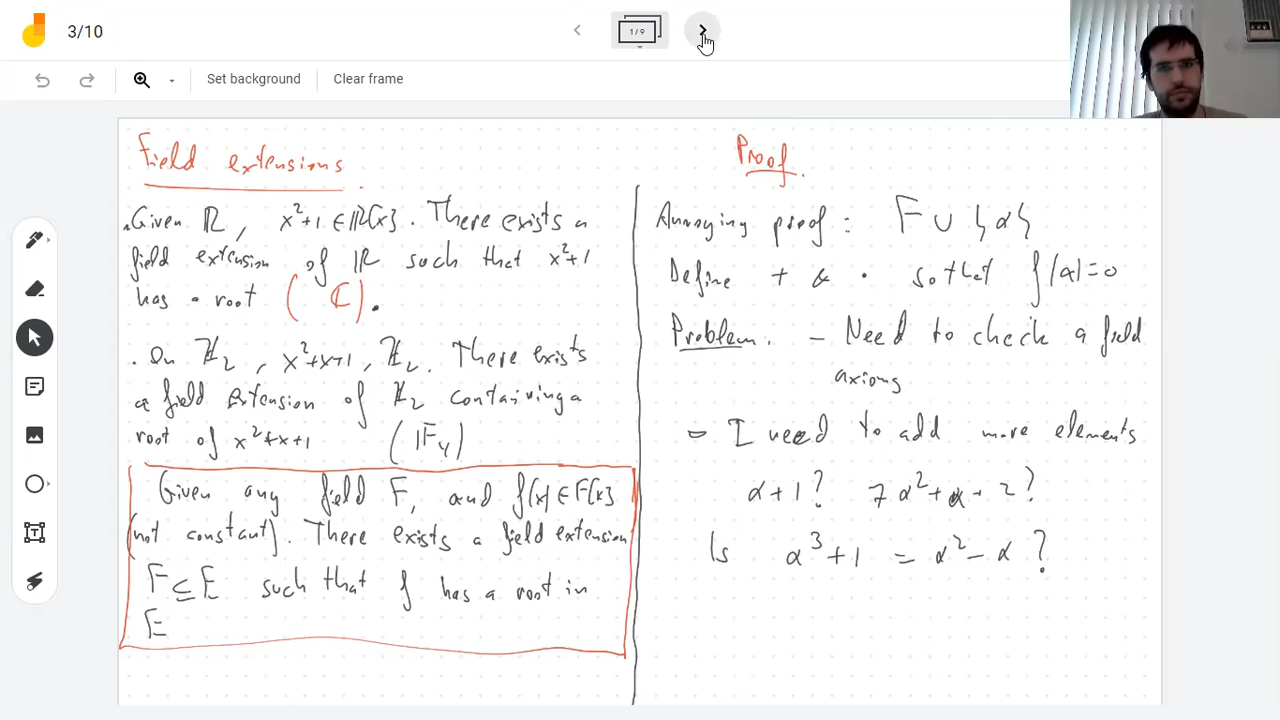 3/10
1/9
Set background
Clear frame
Field extensions.
. Given ℝ, x²+1 ∈ ℝ[x]. There exists a
field extension of ℝ such that x²+1
has a root (ℂ).
. On ℤ₂, x²+x+1, ℤ₂. There exists
a field extension of ℤ₂ containing a
root of x²+x+1 (𝔽₄)
Given any field F, and f(x) ∈ F[x]
(not constant). There exists a field extension
F ⊆ E such that f has a root in
E
Proof.
Annoying proof: F ∪ {α}
Define + & · so that f(α)=0
Problem. - Need to check a field
axioms
- I need to add more elements
α+1? 7α²+α+2?
Is α³+1 = α²-α ?